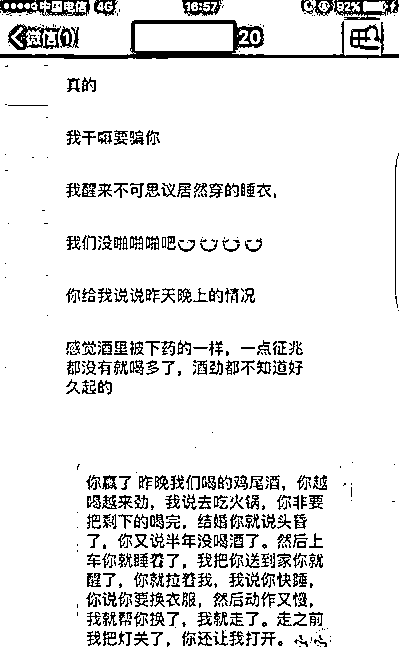 中国电信 4G 18:57 92%
微信(1) 20
真的
我干嘛要骗你
我醒来不可思议居然穿的睡衣,
我们没啪啪啪吧
你给我说说昨天晚上的情况
感觉酒里被下药的一样，一点征兆
都没有就喝多了，酒劲都不知道好
久起的
你赢了 昨晚我们喝的鸡尾酒，你越
喝越来劲，我说去吃火锅，你非要
把剩下的喝完，结婚你就说头昏
了，你又说半年没喝酒了。然后上
车你就睡着了，我把你送到家你就
醒了，你就拉着我，我说你快睡，
你说你要换衣服，然后动作又慢，
我就帮你换了，我就走了。走之前
我把灯关了，你还让我打开。